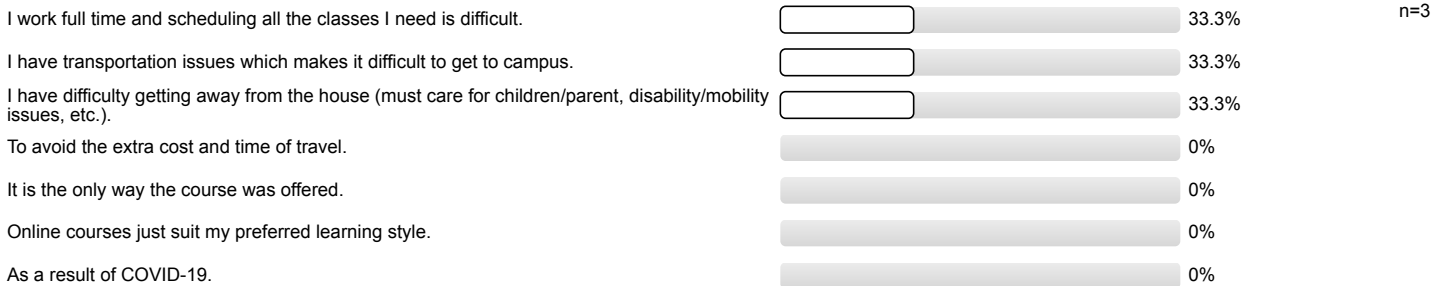 I work full time and scheduling all the classes I need is difficult. 33.3% n=3
I have transportation issues which makes it difficult to get to campus. 33.3%
I have difficulty getting away from the house (must care for children/parent, disability/mobility
issues, etc.). 33.3%
To avoid the extra cost and time of travel. 0%
It is the only way the course was offered. 0%
Online courses just suit my preferred learning style. 0%
As a result of COVID-19. 0%